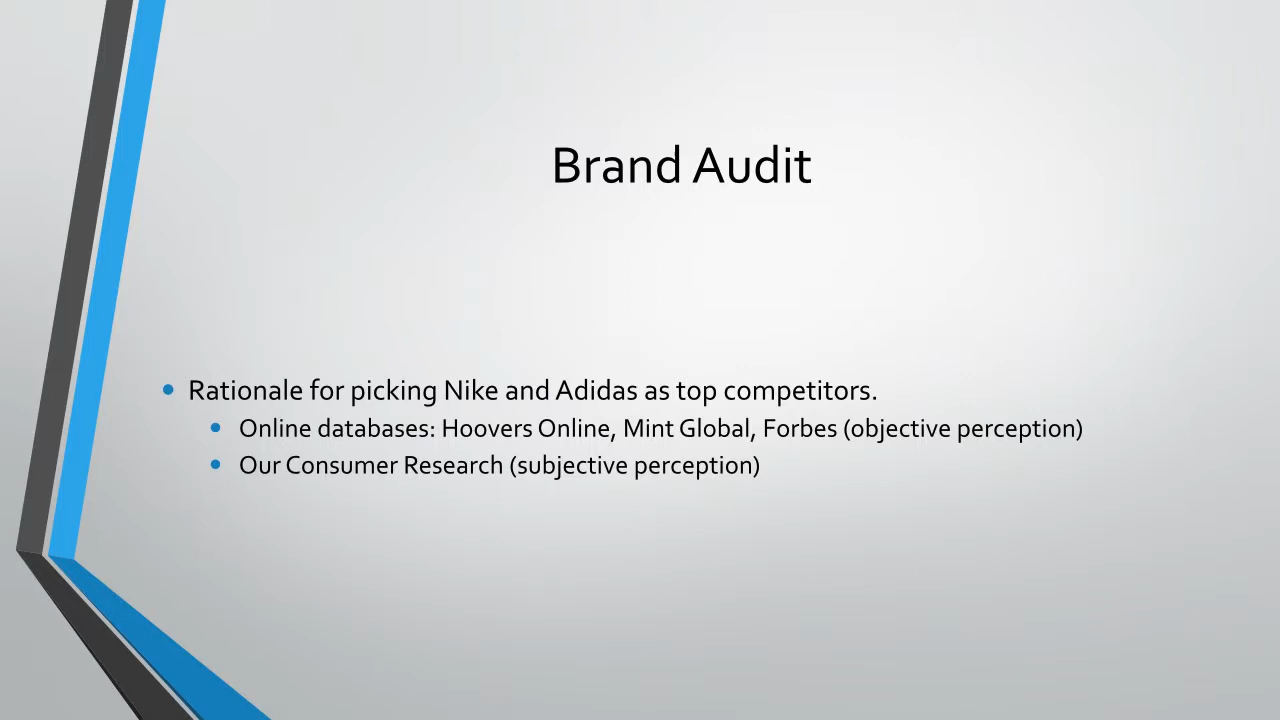 Brand Audit
Rationale for picking Nike and Adidas as top competitors.
Online databases: Hoovers Online, Mint Global, Forbes (objective perception)
Our Consumer Research (subjective perception)